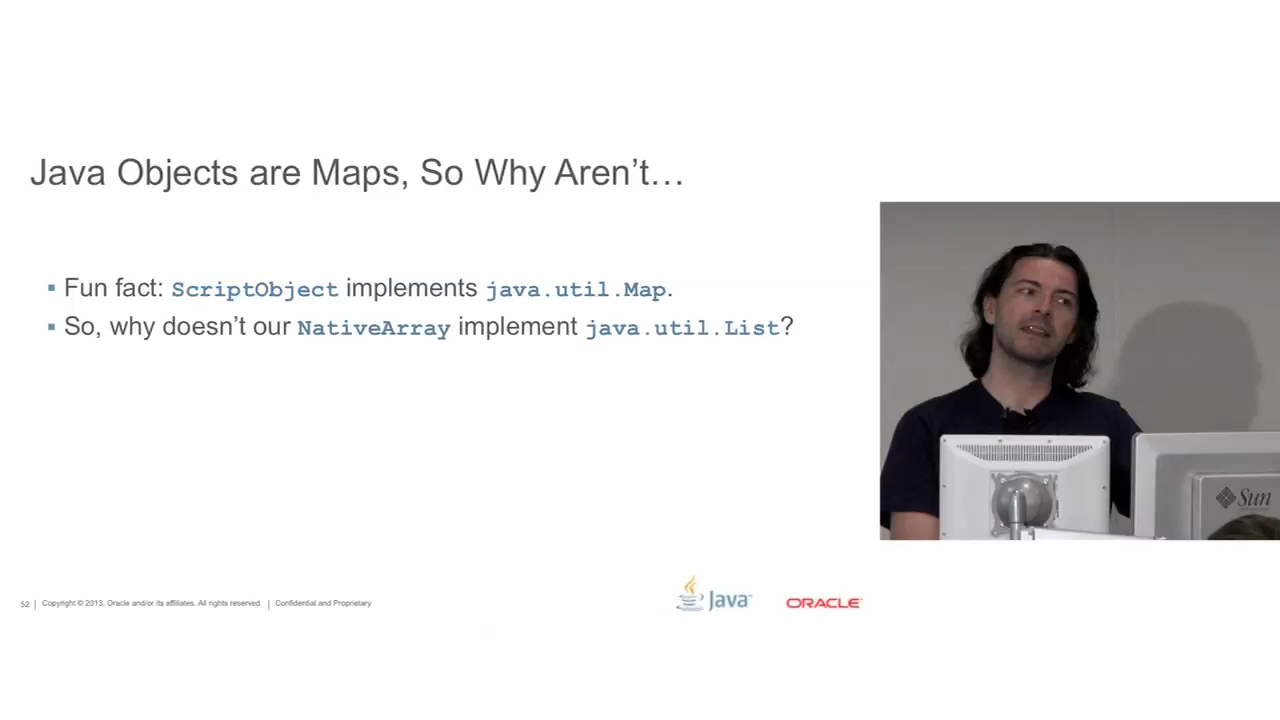 Java Objects are Maps, So Why Aren’t…
▪ Fun fact: ScriptObject implements java.util.Map.
▪ So, why doesn’t our NativeArray implement java.util.List?
Sun
52 | Copyright © 2013, Oracle and/or its affiliates. All rights reserved. | Confidential and Proprietary
Java™
ORACLE